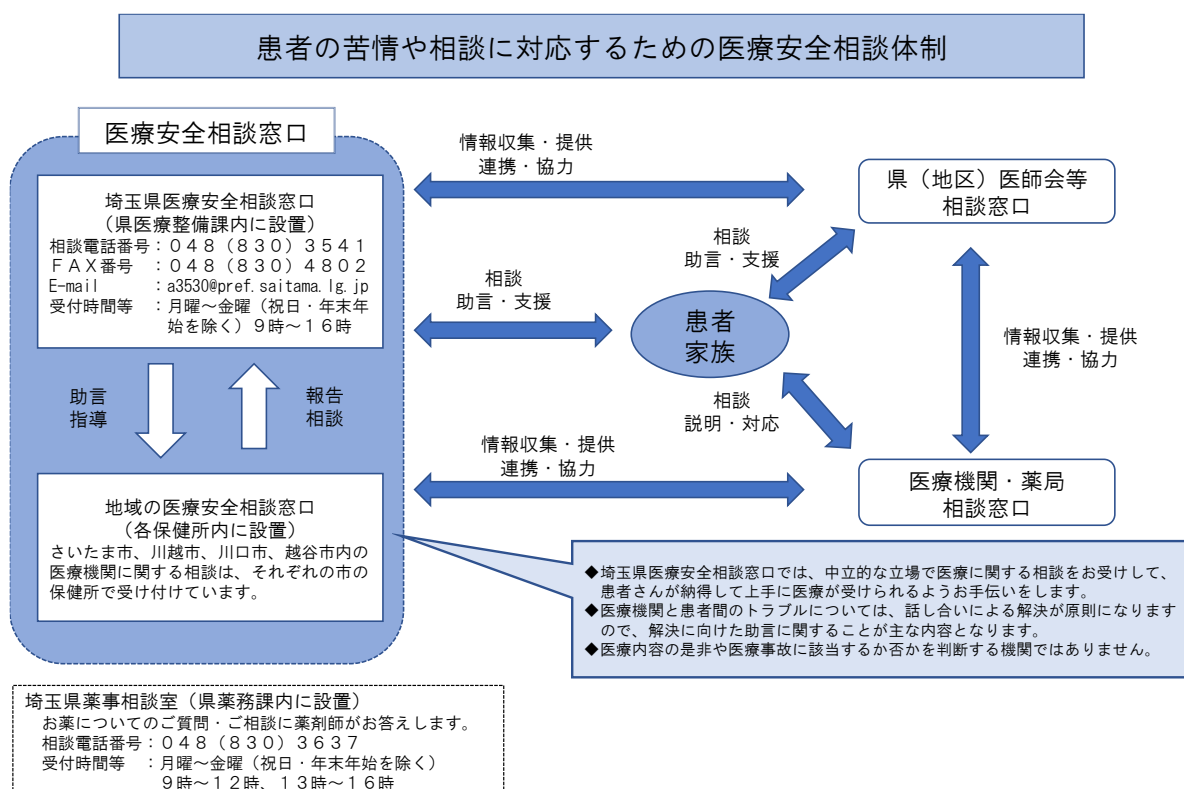 患者の苦情や相談に対応するための医療安全相談体制
医療安全相談窓口
埼玉県医療安全相談窓口
（県医療整備課内に設置）
相談電話番号：０４８（８３０）３５４１
ＦＡＸ番号　：０４８（８３０）４８０２
E-mail　　　：a3530@pref.saitama.lg.jp
受付時間等　：月曜～金曜（祝日・年末年
始を除く）９時～１６時
助言
指導
報告
相談
地域の医療安全相談窓口
（各保健所内に設置）
さいたま市、川越市、川口市、越谷市内の
医療機関に関する相談は、それぞれの市の
保健所で受け付けています。
情報収集・提供
連携・協力
相談
助言・支援
情報収集・提供
連携・協力
患者
家族
相談
助言・支援
相談
説明・対応
県（地区）医師会等
相談窓口
情報収集・提供
連携・協力
医療機関・薬局
相談窓口
◆埼玉県医療安全相談窓口では、中立的な立場で医療に関する相談をお受けして、
患者さんが納得して上手に医療が受けられるようお手伝いをします。
◆医療機関と患者間のトラブルについては、話し合いによる解決が原則になります
ので、解決に向けた助言に関することが主な内容となります。
◆医療内容の是非や医療事故に該当するか否かを判断する機関ではありません。
埼玉県薬事相談室（県薬務課内に設置）
お薬についてのご質問・ご相談に薬剤師がお答えします。
相談電話番号：０４８（８３０）３６３７
受付時間等　：月曜～金曜（祝日・年末年始を除く）
９時～１２時、１３時～１６時